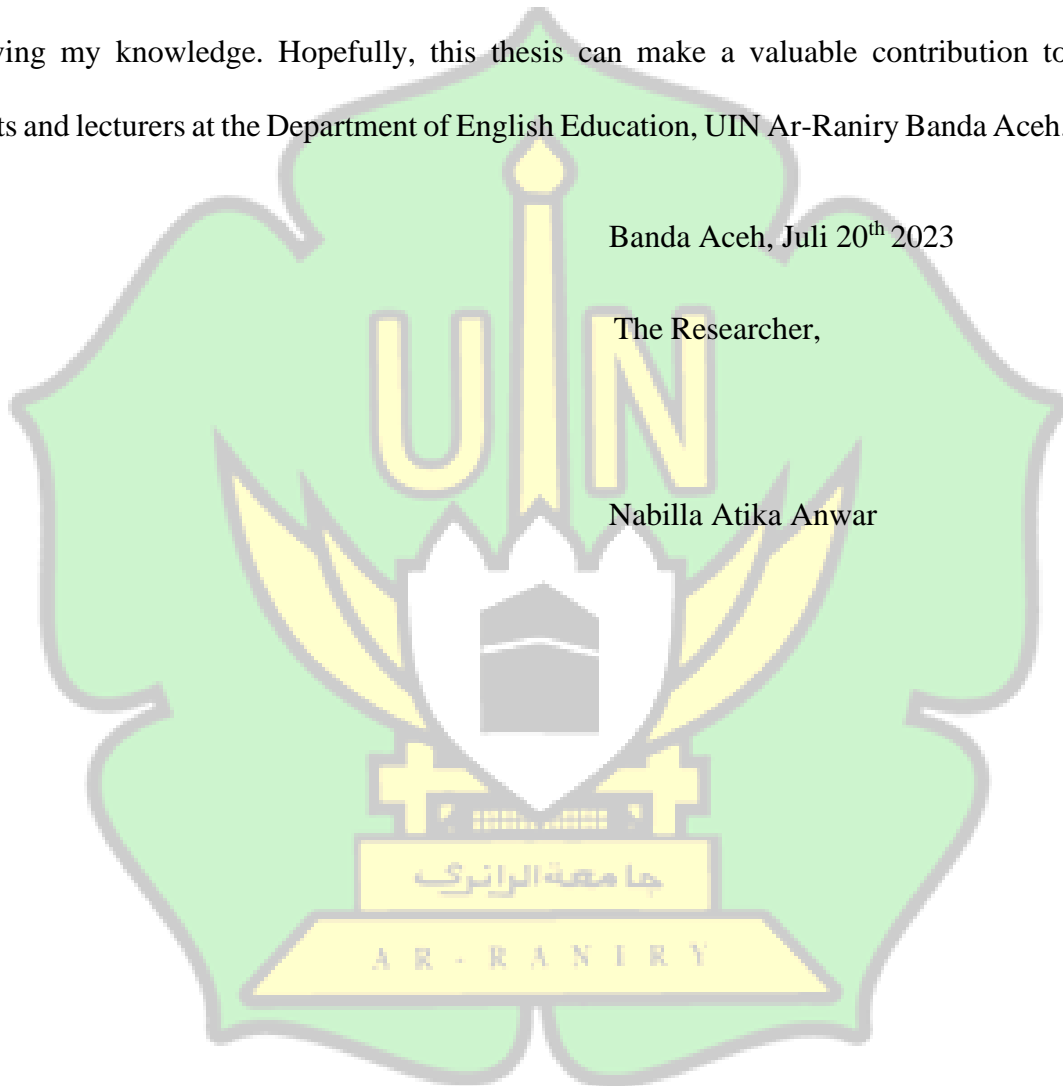 ving my knowledge. Hopefully, this thesis can make a valuable contribution to
ts and lecturers at the Department of English Education, UIN Ar-Raniry Banda Aceh.
Banda Aceh, Juli 20th 2023
The Researcher,
UIN
Nabilla Atika Anwar
جامعة الرانري
AR-RANIRY